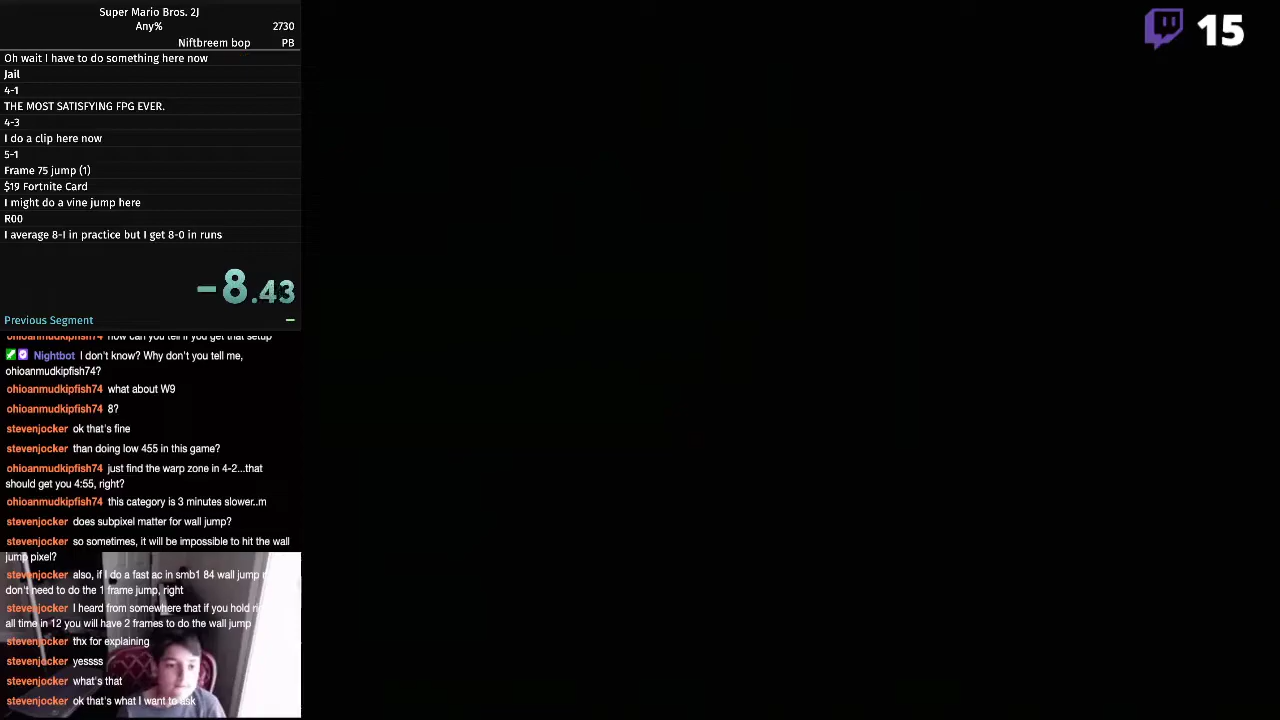 Super Mario Bros. 2J
Any% 2730
Niftbreem bop PB
Oh wait I have to do something here now
Jail
4-1
THE MOST SATISFYING FPG EVER.
4-3
I do a clip here now
5-1
Frame 75 jump (1)
$19 Fortnite Card
I might do a vine jump here
R00
I average 8-1 in practice but I get 8-0 in runs
-8.43
Previous Segment –
ohioanmudkipfish74 how can you tell if you get that setup
Nightbot I don't know? Why don't you tell me,
ohioanmudkipfish74?
ohioanmudkipfish74 what about W9
ohioanmudkipfish74 8?
stevenjocker ok that's fine
stevenjocker than doing low 455 in this game?
ohioanmudkipfish74 just find the warp zone in 4-2...that
should get you 4:55, right?
ohioanmudkipfish74 this category is 3 minutes slower..m
stevenjocker does subpixel matter for wall jump?
stevenjocker so sometimes, it will be impossible to hit the wall
jump pixel?
stevenjocker also, if I do a fast ac in smb1 84 wall jump
don't need to do the 1 frame jump, right
stevenjocker I heard from somewhere that if you hold
all time in 12 you will have 2 frames to do the wall jump
stevenjocker thx for explaining
stevenjocker yessss
stevenjocker what's that
stevenjocker ok that's what I want to ask
15